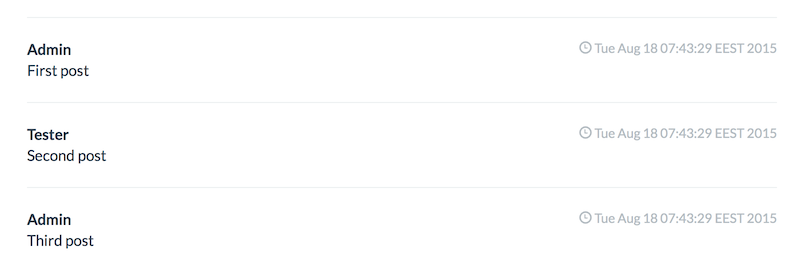 Admin
Tue Aug 18 07:43:29 EEST 2015
First post
Tester
Tue Aug 18 07:43:29 EEST 2015
Second post
Admin
Tue Aug 18 07:43:29 EEST 2015
Third post